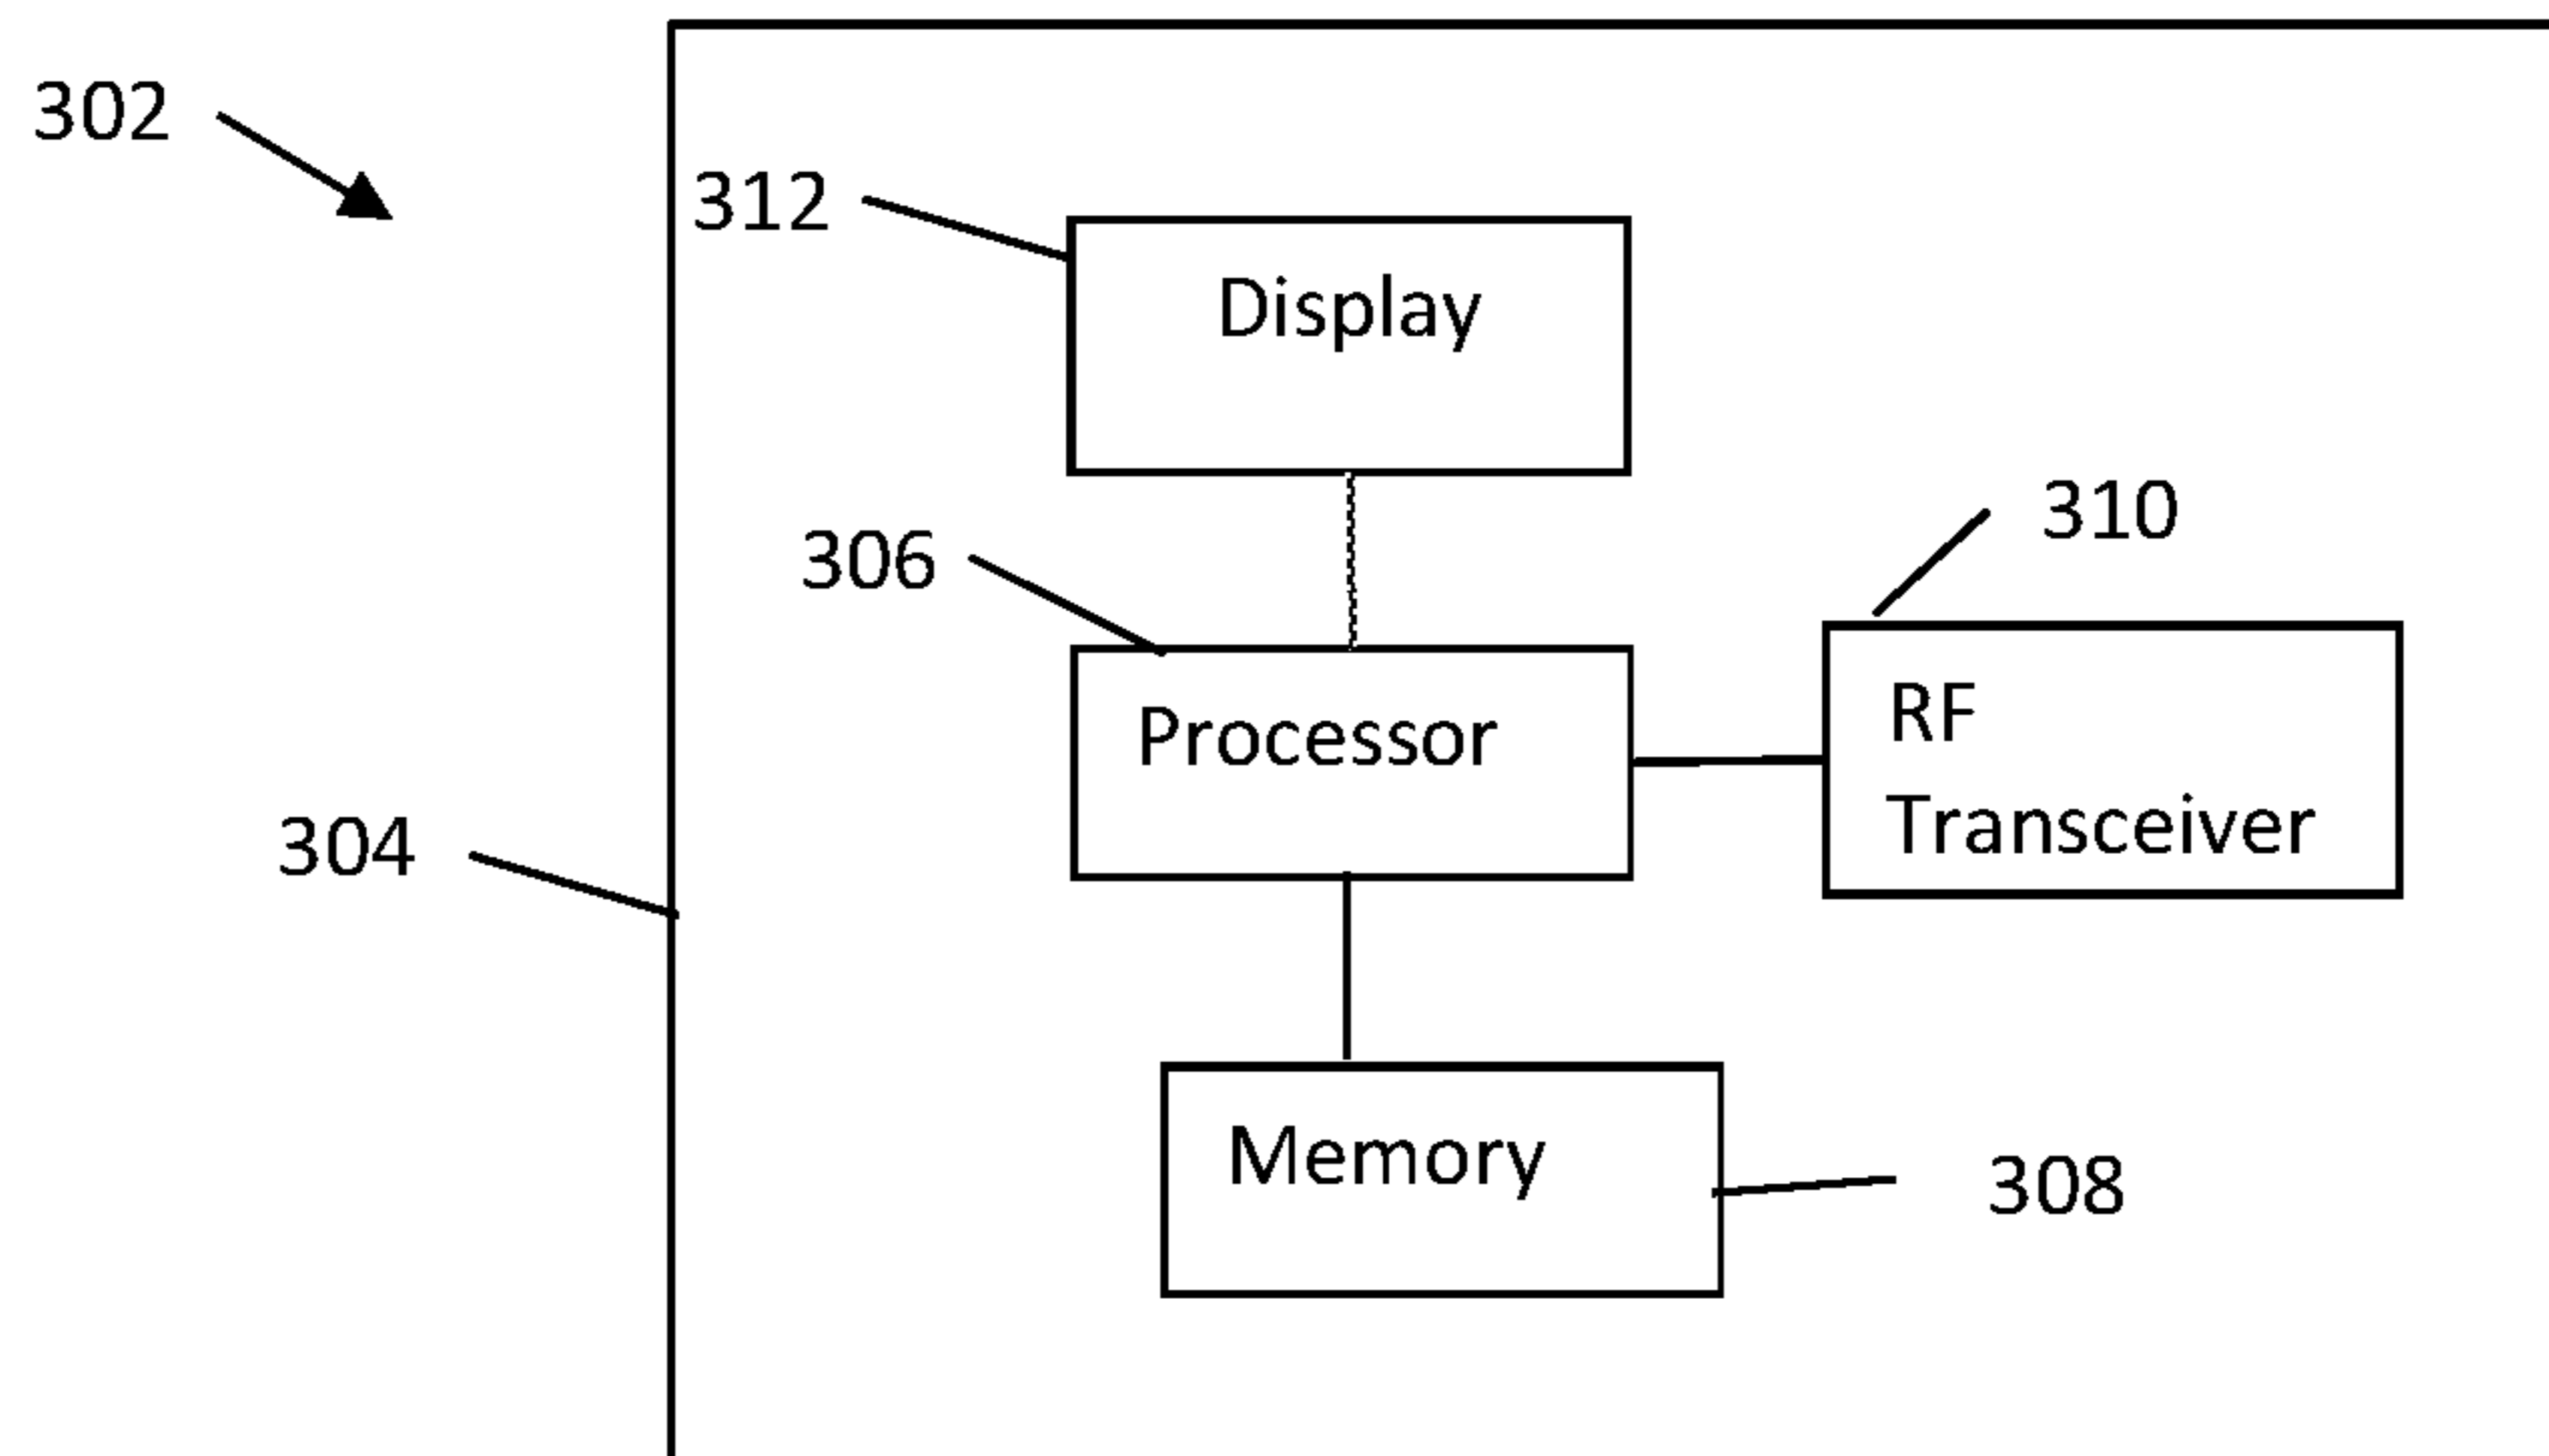 302
312
Display
310
306
RF
Processor
Transceiver
304
Memory
308